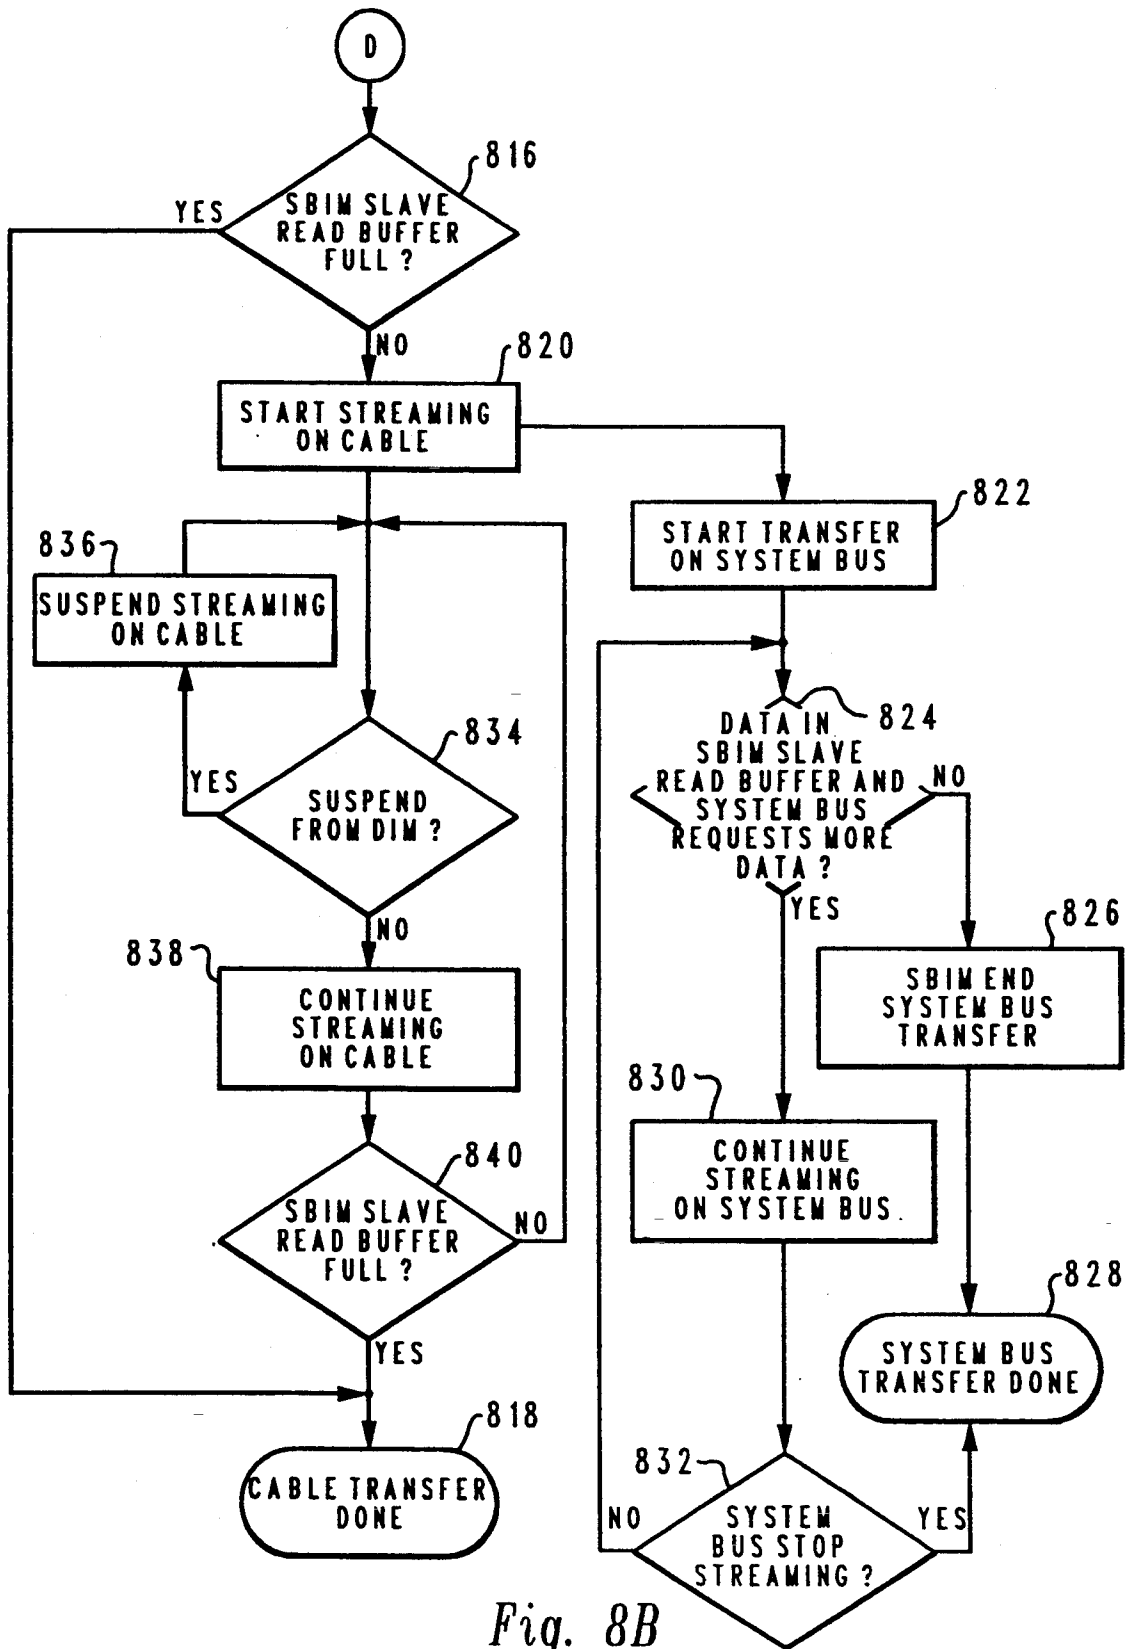 D
816
SBIM SLAVE
READ BUFFER
FULL ?
YES
NO
820
START STREAMING
ON CABLE
822
START TRANSFER
ON SYSTEM BUS
836
SUSPEND STREAMING
ON CABLE
834
SUSPEND
FROM DIM ?
YES
NO
824
DATA IN
SBIM SLAVE
READ BUFFER AND
SYSTEM BUS
REQUESTS MORE
DATA ?
NO
YES
838
CONTINUE
STREAMING
ON CABLE
826
SBIM END
SYSTEM BUS
TRANSFER
830
CONTINUE
STREAMING
ON SYSTEM BUS
840
SBIM SLAVE
READ BUFFER
FULL ?
NO
YES
828
SYSTEM BUS
TRANSFER DONE
818
CABLE TRANSFER
DONE
832
SYSTEM
BUS STOP
STREAMING ?
NO
YES
Fig. 8B